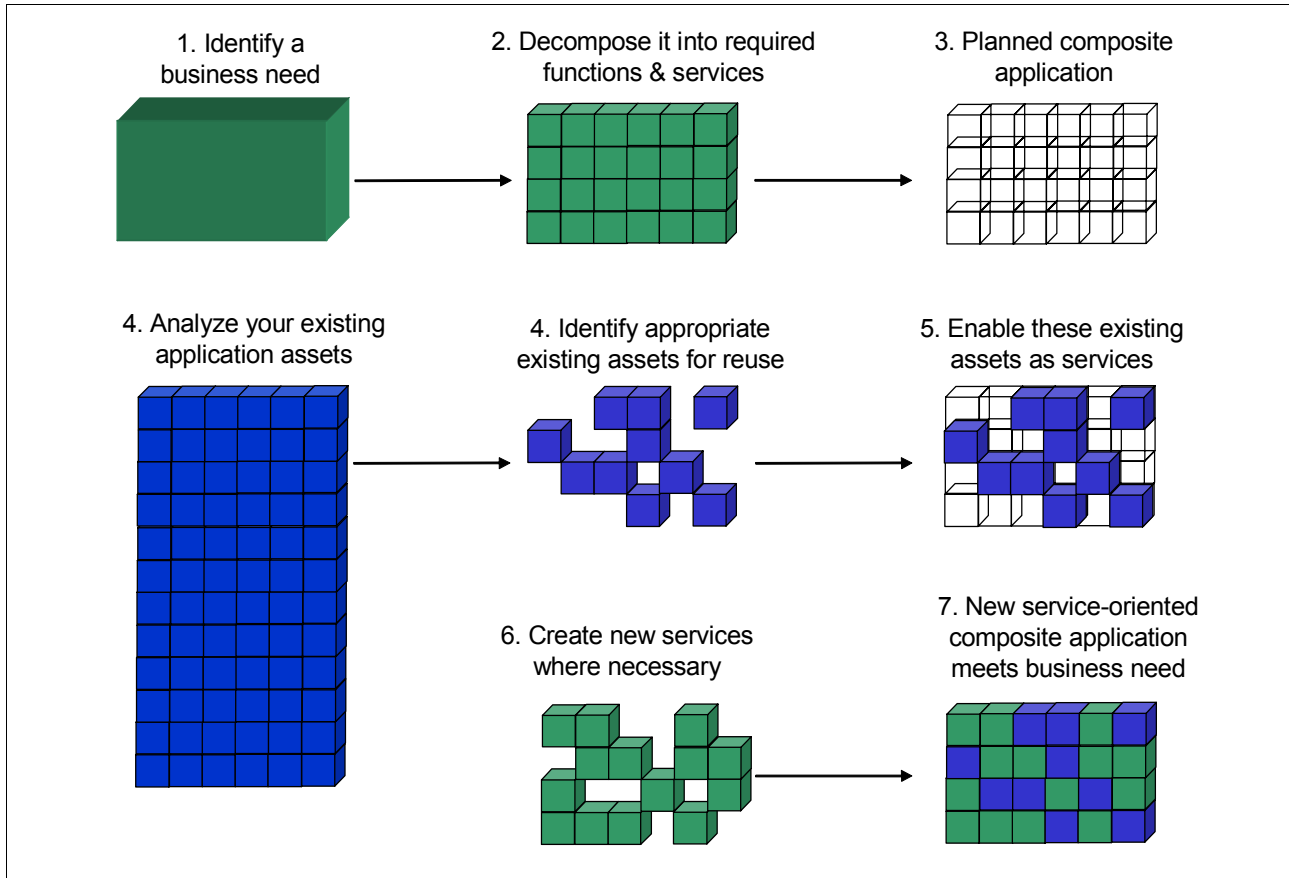 1. Identify a
business need
2. Decompose it into required
functions & services
3. Planned composite
application
4. Analyze your existing
application assets
4. Identify appropriate
existing assets for reuse
5. Enable these existing
assets as services
6. Create new services
where necessary
7. New service-oriented
composite application
meets business need